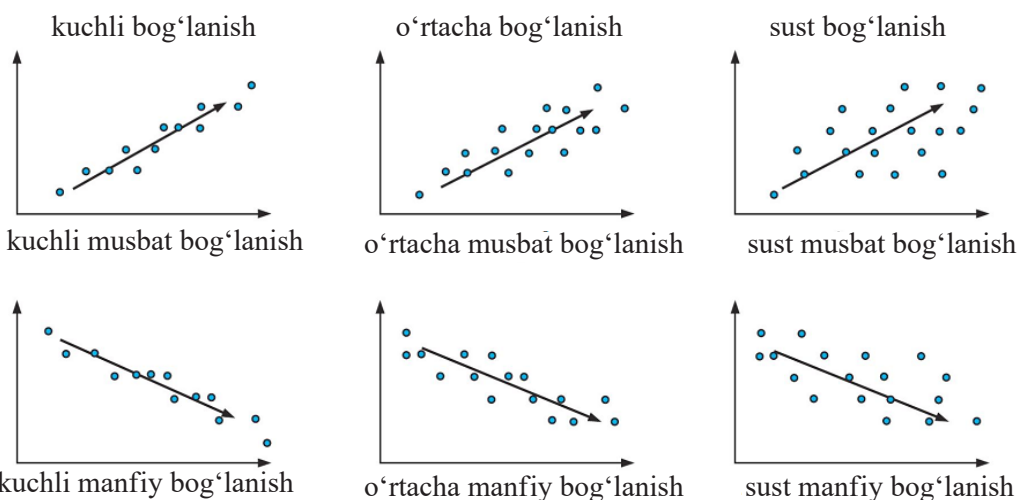 kuchli bog‘lanish
o‘rtacha bog‘lanish
sust bog‘lanish
kuchli musbat bog‘lanish
o‘rtacha musbat bog‘lanish
sust musbat bog‘lanish
kuchli manfiy bog‘lanish
o‘rtacha manfiy bog‘lanish
sust manfiy bog‘lanish